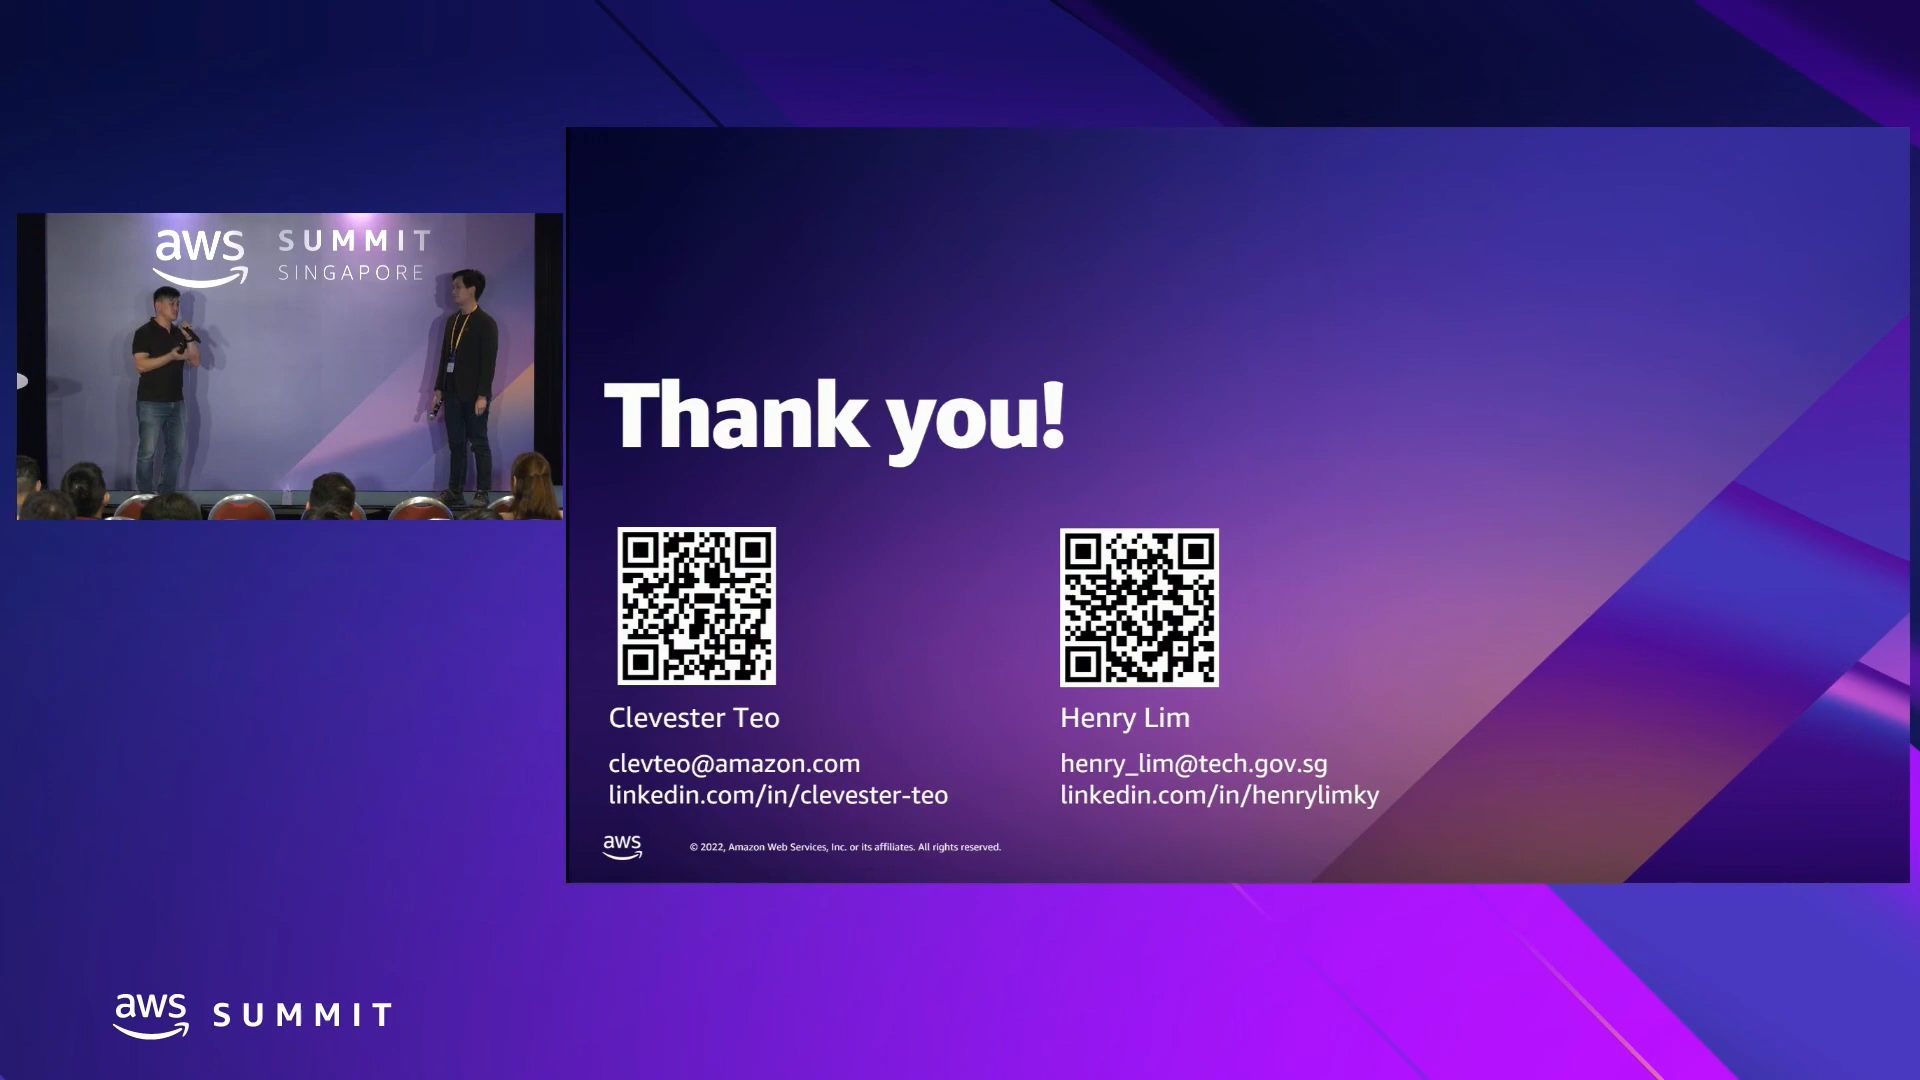 aws SUMMIT
SINGAPORE
Thank you!
Clevester Teo
clevteo@amazon.com
linkedin.com/in/clevester-teo
Henry Lim
henry_lim@tech.gov.sg
linkedin.com/in/henrylimky
aws
© 2022, Amazon Web Services, Inc. or its affiliates. All rights reserved.
aws SUMMIT